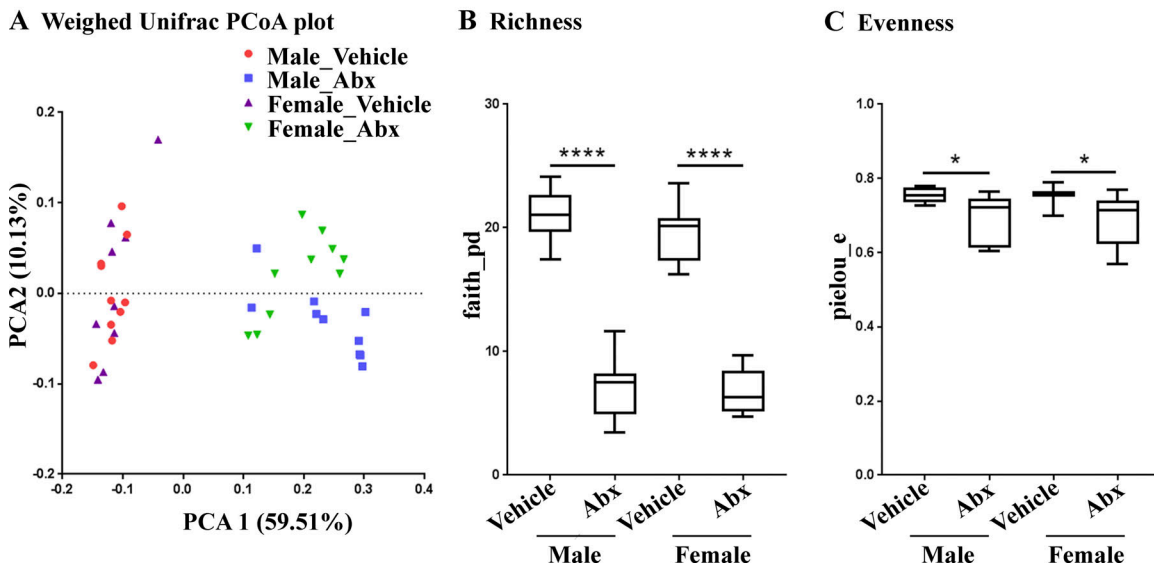 A Weighed Unifrac PCoA plot
Male_Vehicle
Male_Abx
Female_Vehicle
Female_Abx
0.2
0.1
0.0
-0.1
-0.2
PCA2 (10.13%)
-0.2
-0.1
0.0
0.1
0.2
0.3
0.4
PCA 1 (59.51%)
B Richness
30
20
10
0
faith_pd
****
****
Vehicle
Abx
Vehicle
Abx
Male
Female
C Evenness
1.0
0.8
0.6
0.4
0.2
0.0
pielou_e
*
*
Vehicle
Abx
Vehicle
Abx
Male
Female